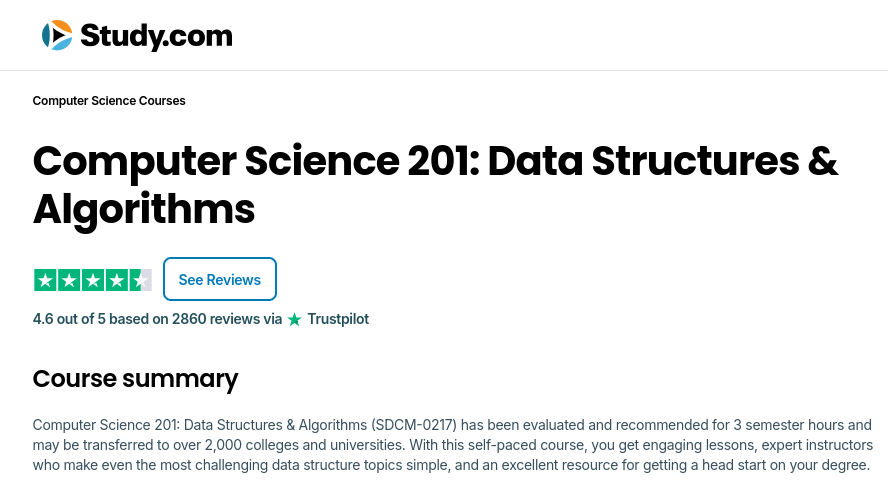 Study.com
Computer Science Courses
Computer Science 201: Data Structures &
Algorithms
See Reviews
4.6 out of 5 based on 2860 reviews via Trustpilot
Course summary
Computer Science 201: Data Structures & Algorithms (SDCM-0217) has been evaluated and recommended for 3 semester hours and
may be transferred to over 2,000 colleges and universities. With this self-paced course, you get engaging lessons, expert instructors
who make even the most challenging data structure topics simple, and an excellent resource for getting a head start on your degree.